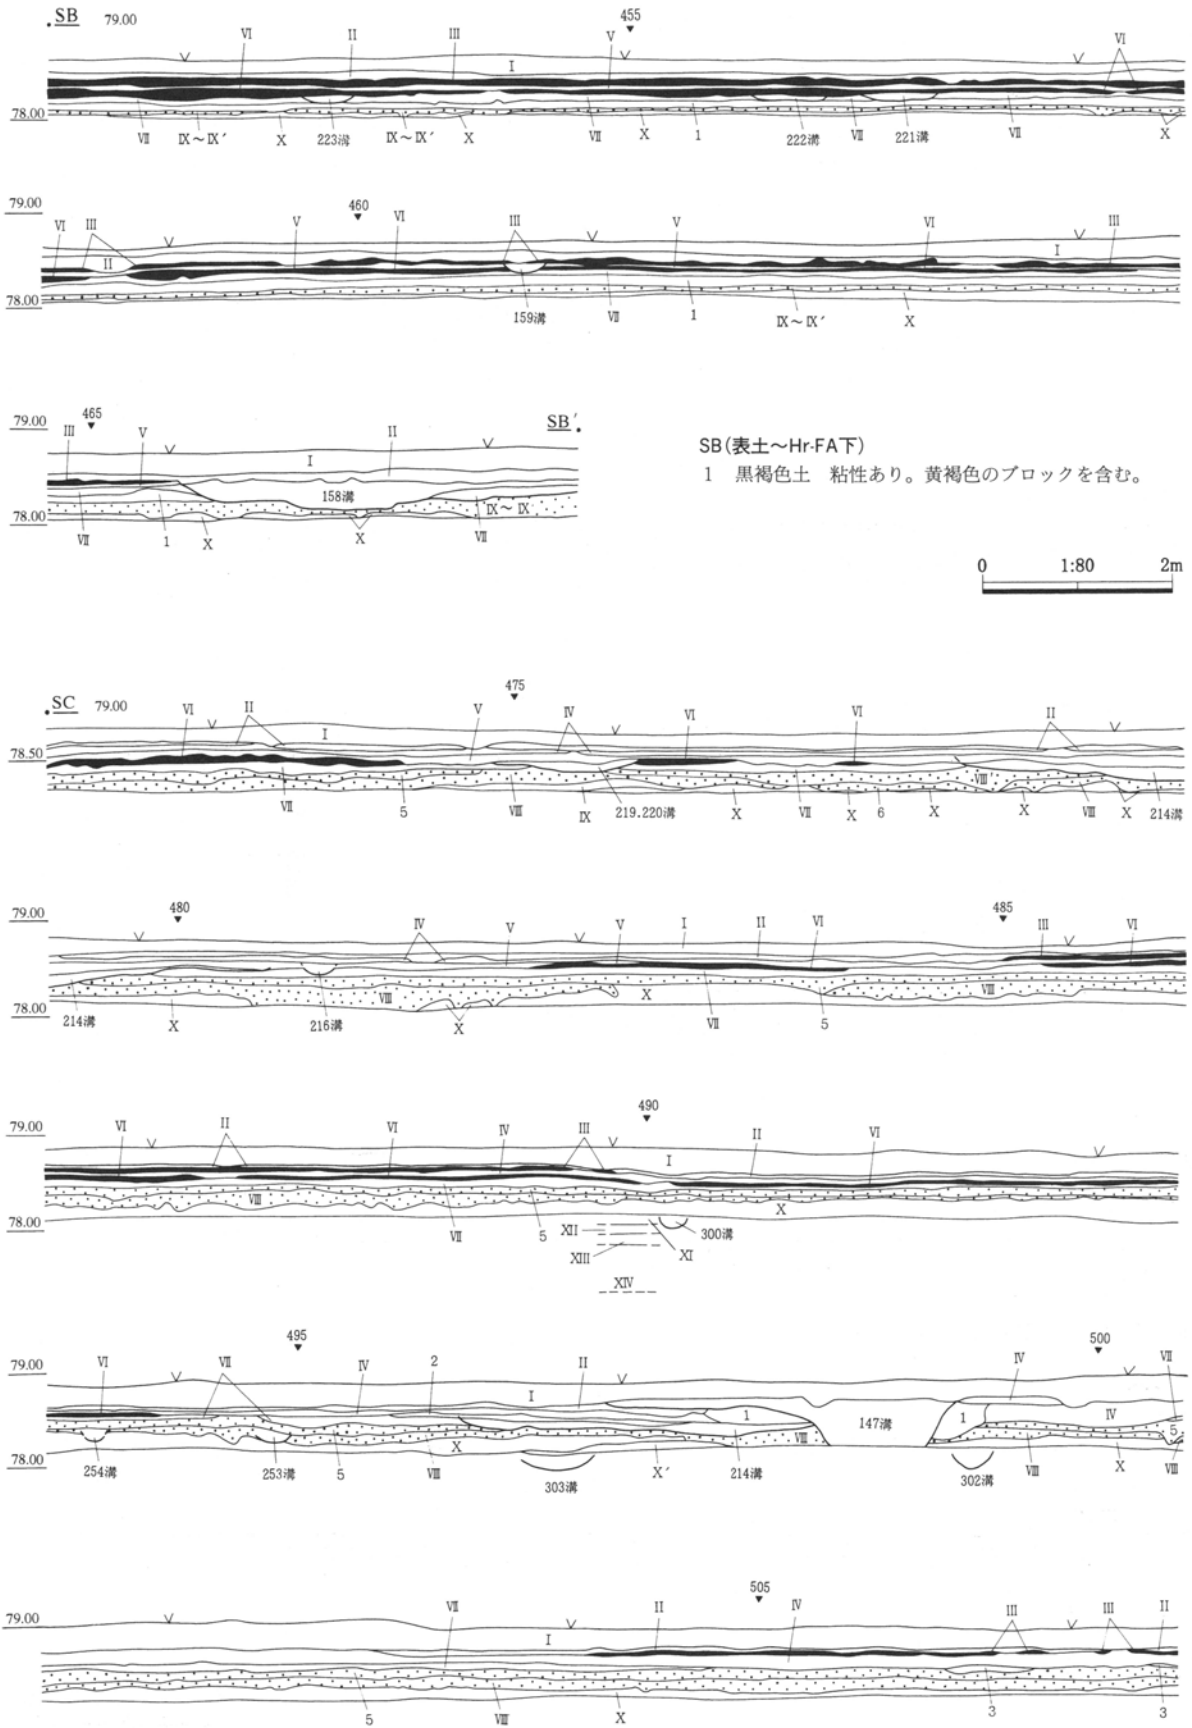 SB 79.00 455
VI II III V VI
I
78.00
VII IX～IX′ X 223溝 IX～IX′ X VII X 1 222溝 VII 221溝 VII X
79.00 460
VI III V VI III V VI III
II I
78.00
159溝 VII 1 IX～IX′ X
79.00 465 SB′
III V II
I
158溝 IX～IX
78.00
VII 1 X X VII
SB(表土～Hr-FA下)
1 黒褐色土 粘性あり。黄褐色のブロックを含む。
0 1:80 2m
SC 79.00 475
VI II I V IV VI VI II
78.50
VIII
VII 5 VIII IX 219.220溝 X VII X 6 X X VIII X 214溝
79.00 480 485
IV V V I II VI III VI
VIII X VIII
78.00
214溝 X 216溝 X VII 5
79.00 490
VI II VI IV III I II VI
VIII X
78.00
VII 5 XII XI 300溝
XIII
XIV
79.00 495 500
VI VII IV 2 II IV VII
I
1 147溝 1 IV
X VIII 5
78.00
254溝 253溝 5 VIII 303溝 X′ 214溝 302溝 VIII X VIII
79.00 505
VII II IV III III II
I
5 VIII X 3 3